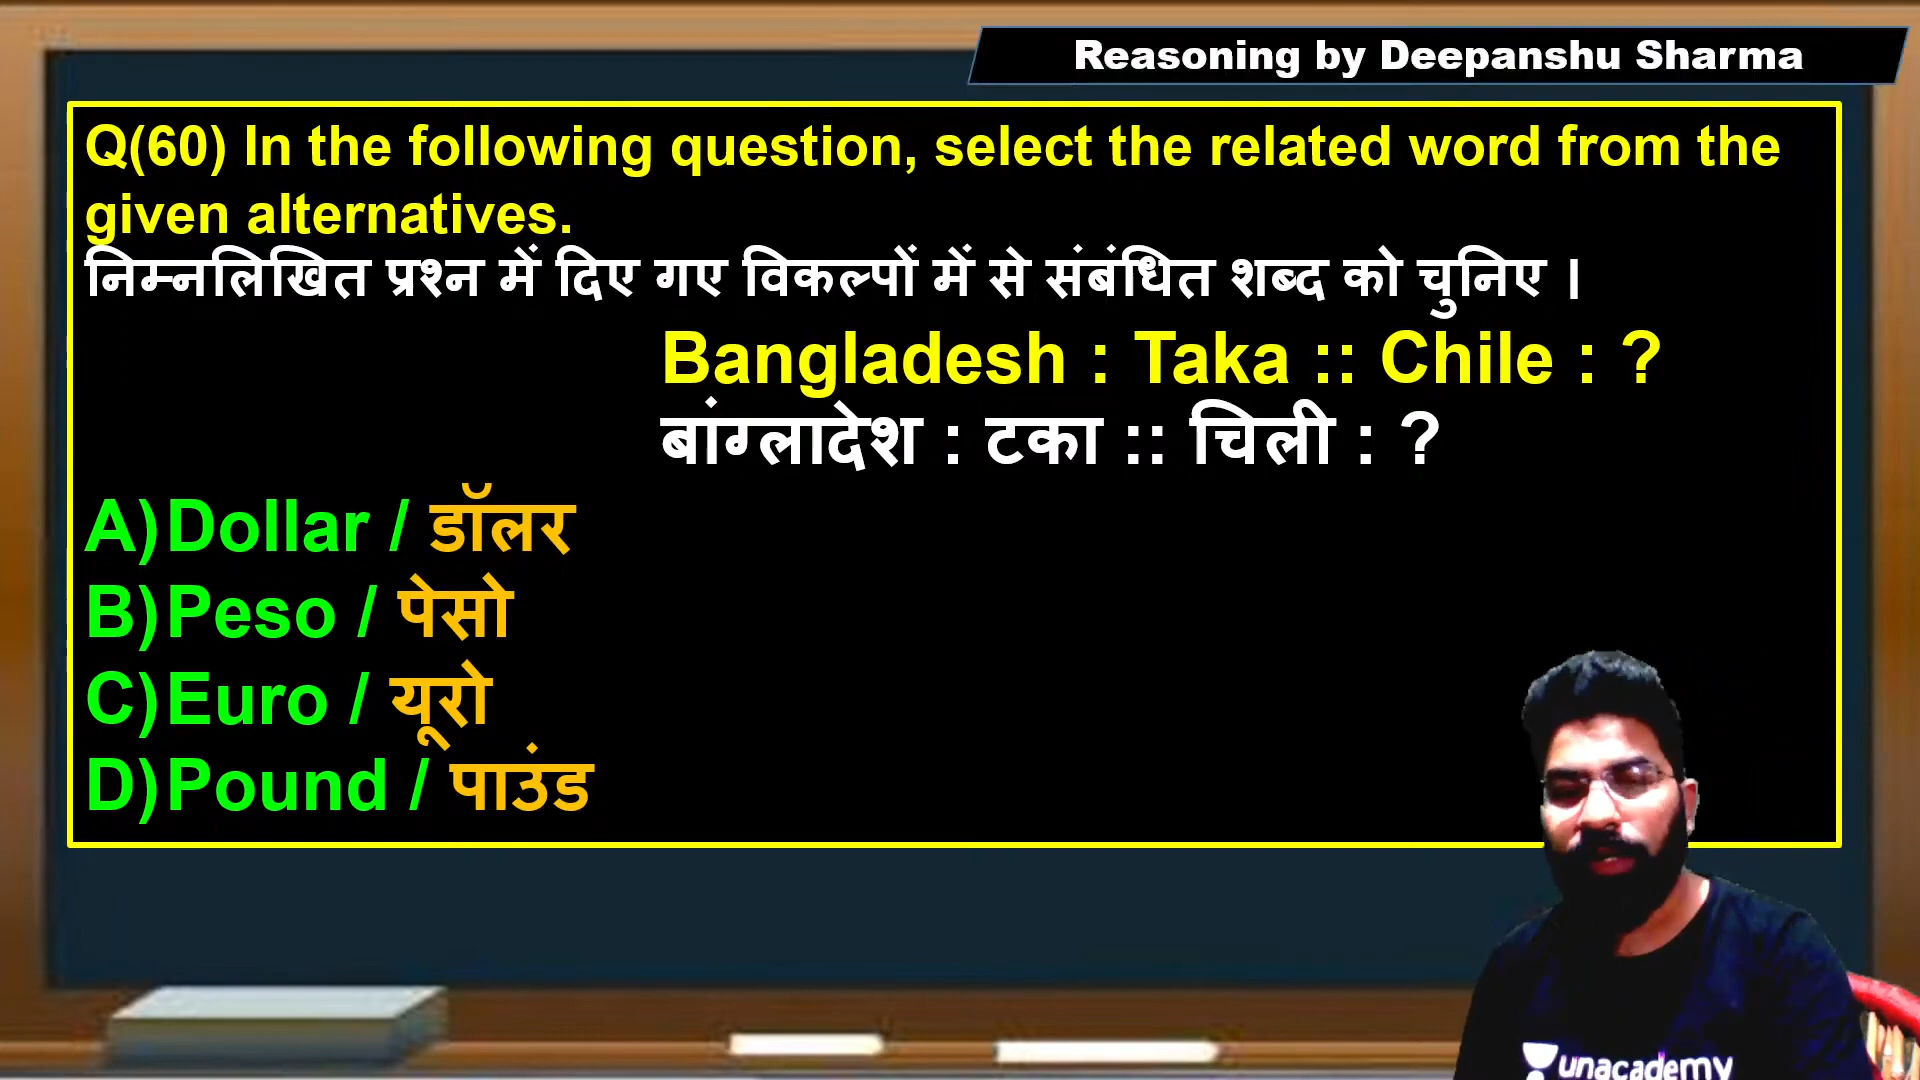 Reasoning by Deepanshu Sharma
Q(60) In the following question, select the related word from the
given alternatives.
निम्नलिखित प्रश्न में दिए गए विकल्पों में से संबंधित शब्द को चुनिए ।
Bangladesh : Taka :: Chile : ?
बांग्लादेश : टका :: चिली : ?
A) Dollar / डॉलर
B) Peso / पेसो
C) Euro / यूरो
D) Pound / पाउंड
unacademy